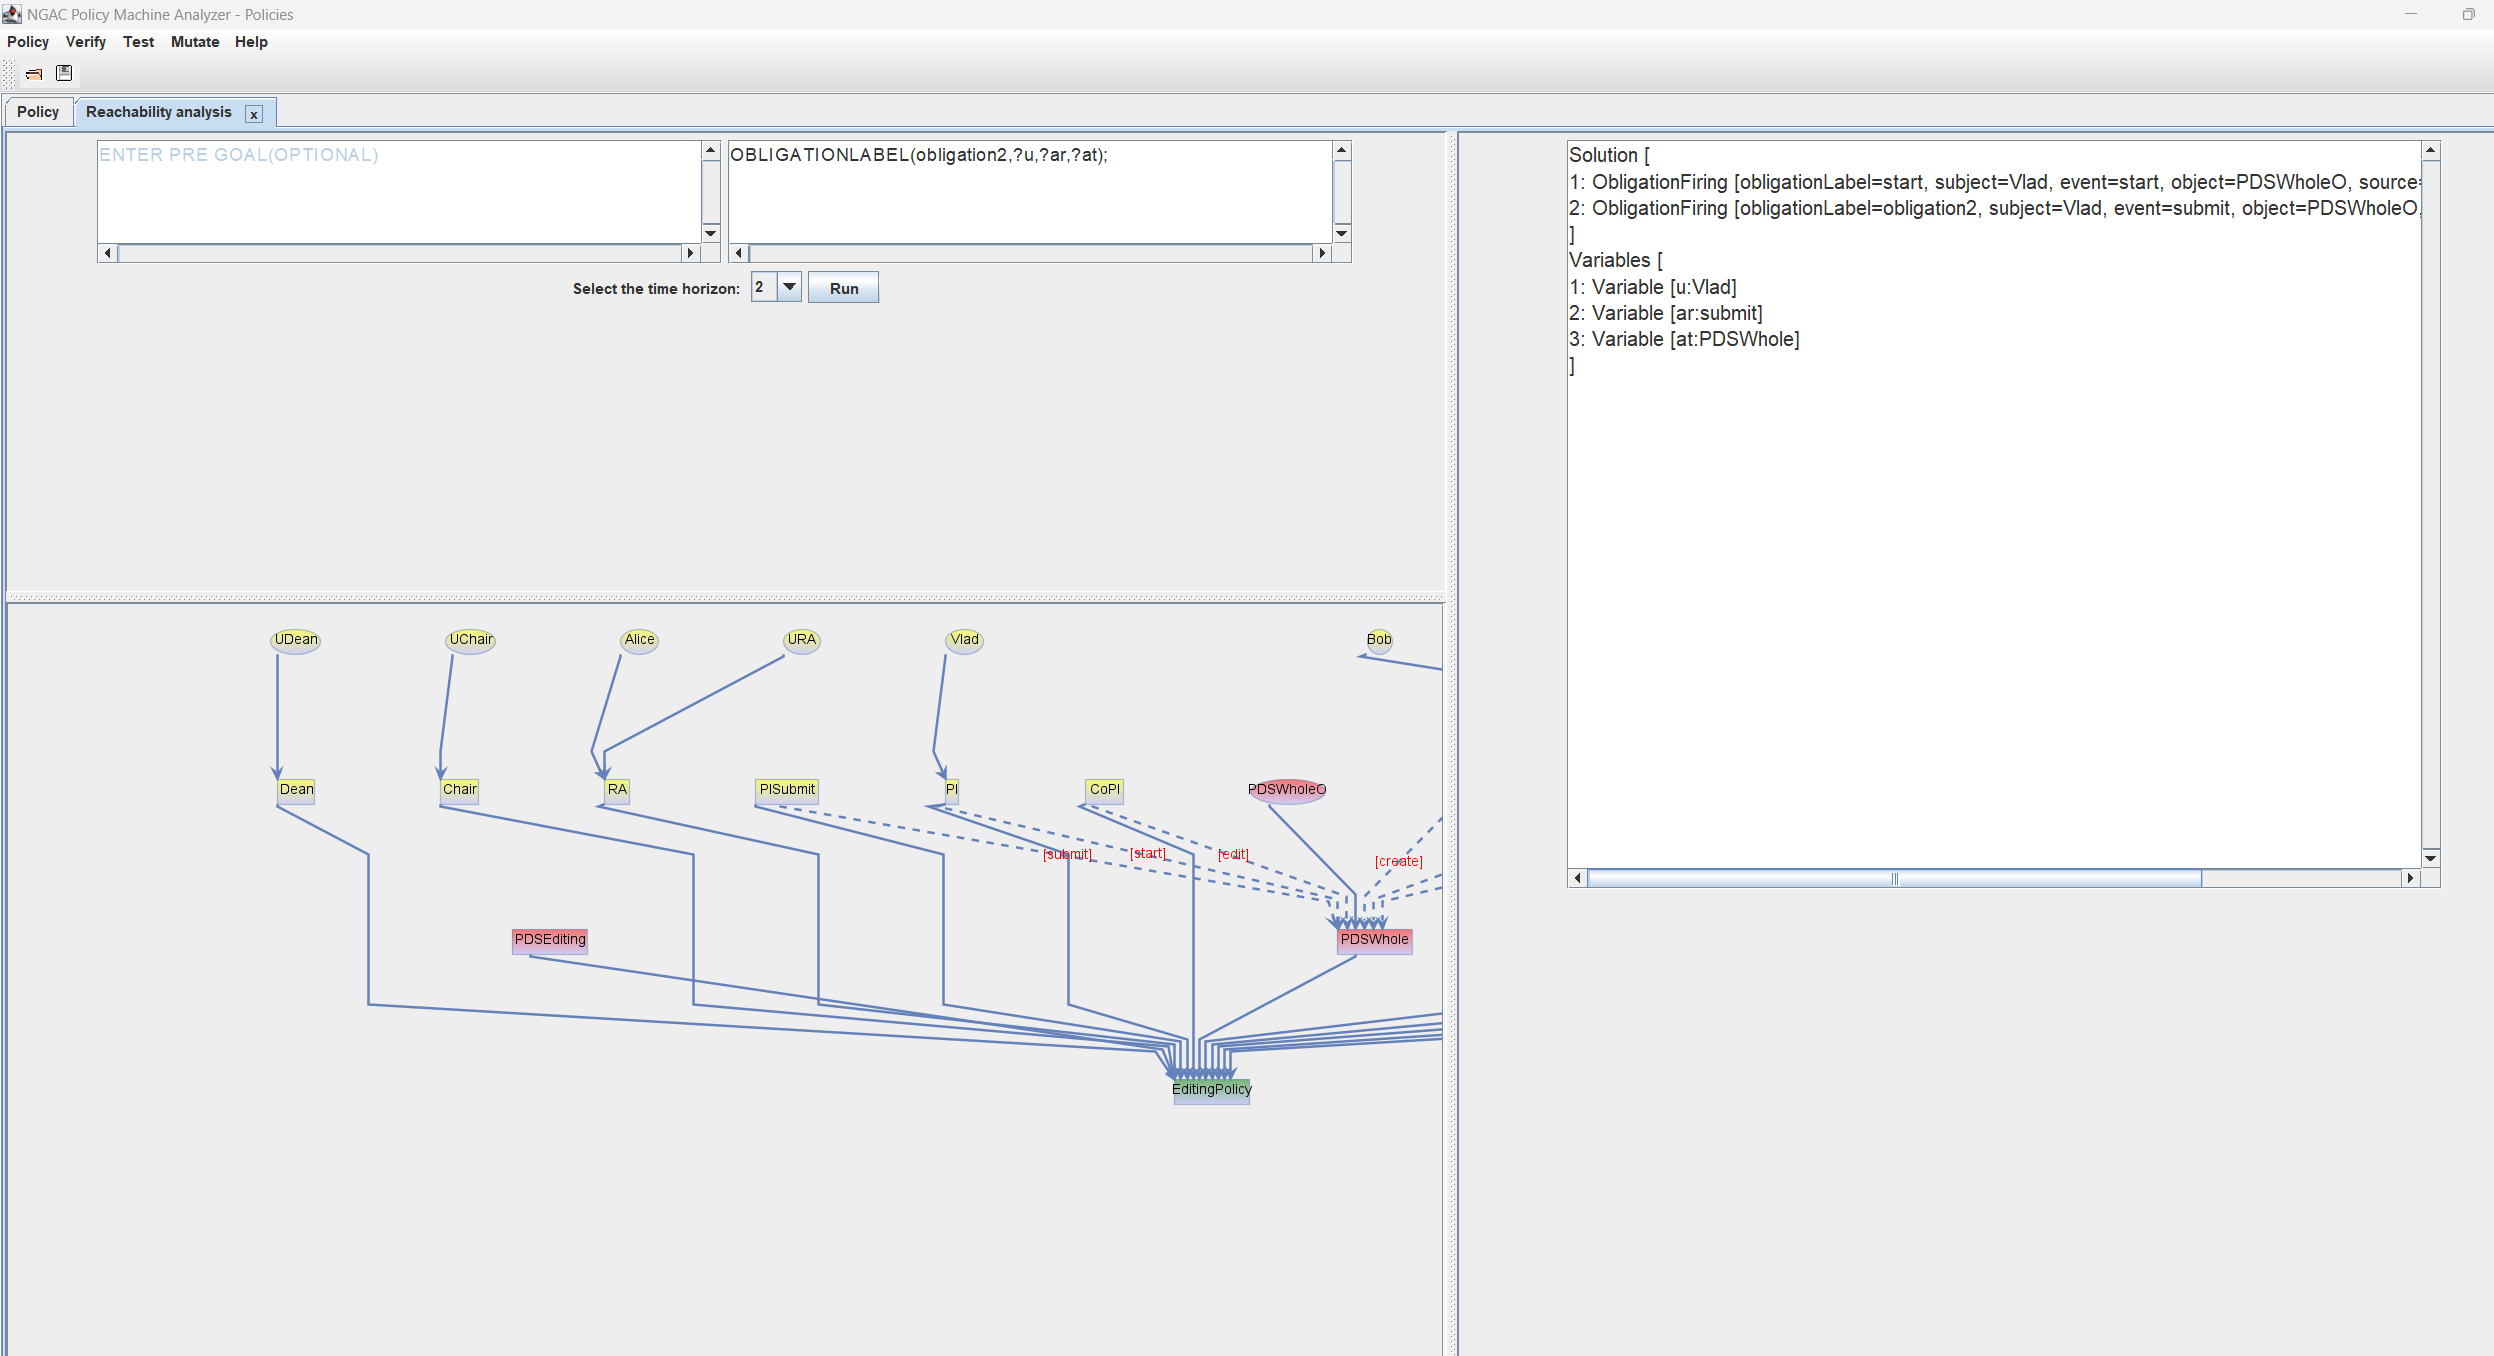 NGAC Policy Machine Analyzer - Policies
Policy Verify Test Mutate Help
Policy
Reachability analysis x
ENTER PRE GOAL(OPTIONAL)
OBLIGATIONLABEL(obligation2,?u,?ar,?at);
Select the time horizon: 2 Run
Solution [
1: ObligationFiring [obligationLabel=start, subject=Vlad, event=start, object=PDSWholeO, source=
2: ObligationFiring [obligationLabel=obligation2, subject=Vlad, event=submit, object=PDSWholeO,
]
Variables [
1: Variable [u:Vlad]
2: Variable [ar:submit]
3: Variable [at:PDSWhole]
]
UDean UChair Alice URA Vlad Bob
Dean Chair RA PISubmit PI CoPI PDSWholeO
[submit] [start] [edit] [create]
PDSEditing PDSWhole
EditingPolicy